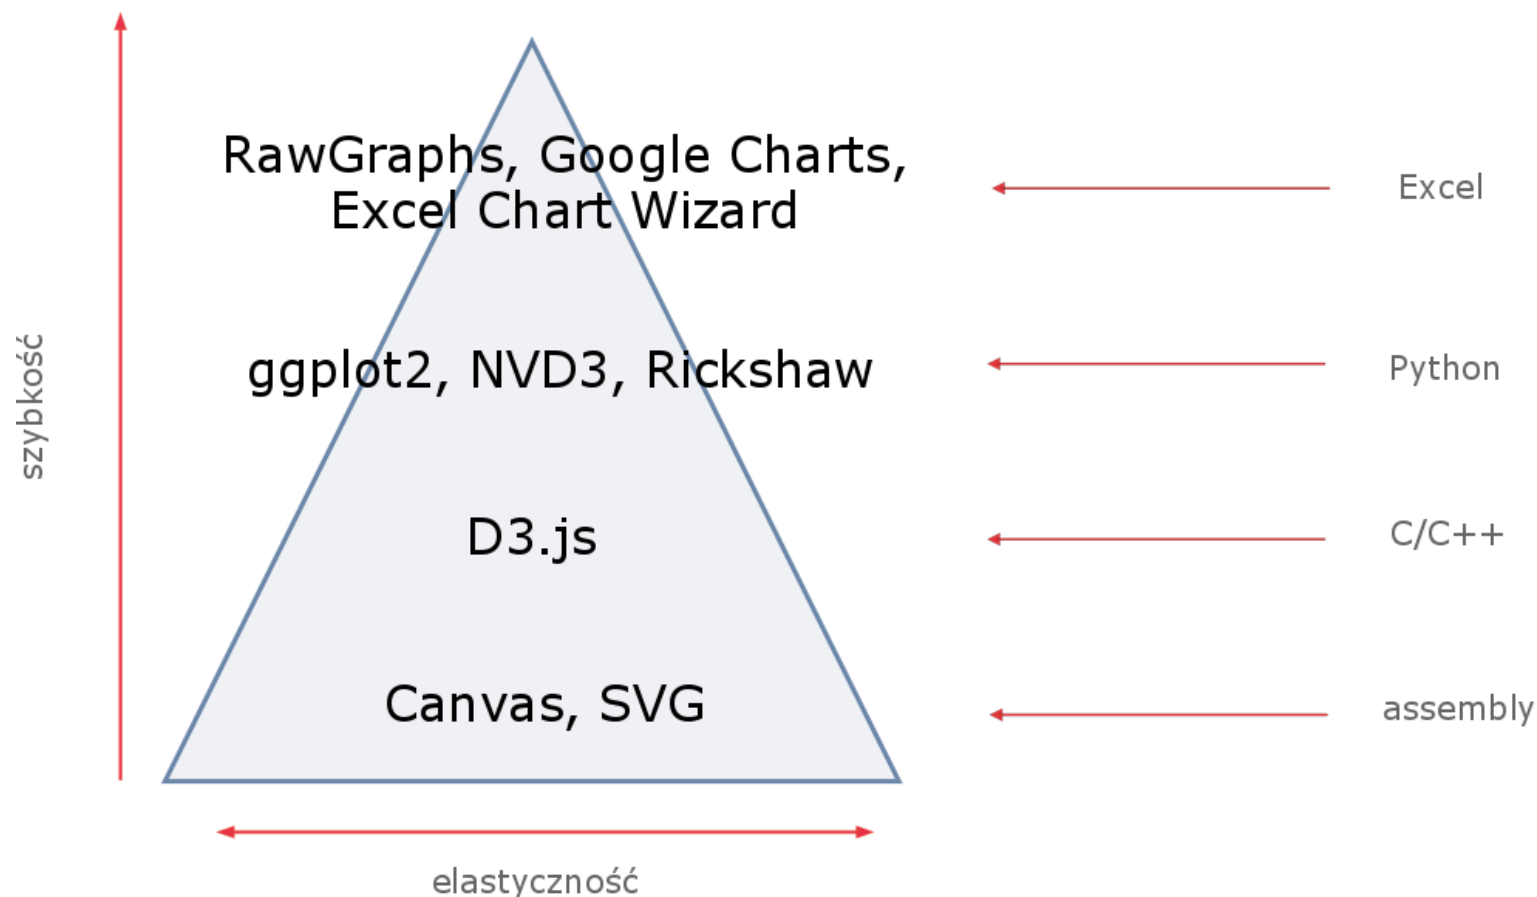 RawGraphs, Google Charts,
Excel Chart Wizard
Excel
ggplot2, NVD3, Rickshaw
Python
szybkość
D3.js
C/C++
Canvas, SVG
assembly
elastyczność